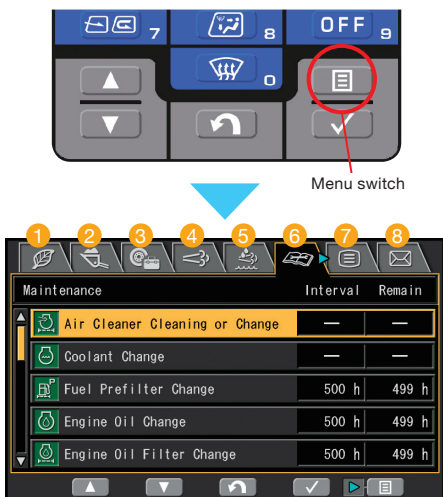 7
8
OFF 9
0
Menu switch
1 2 3 4 5 6 7 8
Maintenance Interval Remain
Air Cleaner Cleaning or Change — —
Coolant Change — —
Fuel Prefilter Change 500 h 499 h
Engine Oil Change 500 h 499 h
Engine Oil Filter Change 500 h 499 h